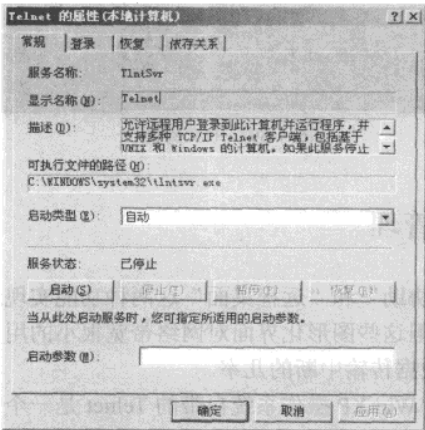 Telnet 的属性(本地计算机)
常规 登录 恢复 依存关系
服务名称: TlntSvr
显示名称(N): Telnet
描述(D): 允许远程用户登录到此计算机并运行程序，并
支持多种 TCP/IP Telnet 客户端，包括基于
UNIX 和 Windows 的计算机。如果此服务停止
可执行文件的路径(H):
C:\WINDOWS\system32\tlntsvr.exe
启动类型(E): 自动
服务状态: 已停止
启动(S) 停止(T) 暂停(P) 恢复(R)
当从此处启动服务时，您可指定所适用的启动参数。
启动参数(M):
确定 取消 应用(A)